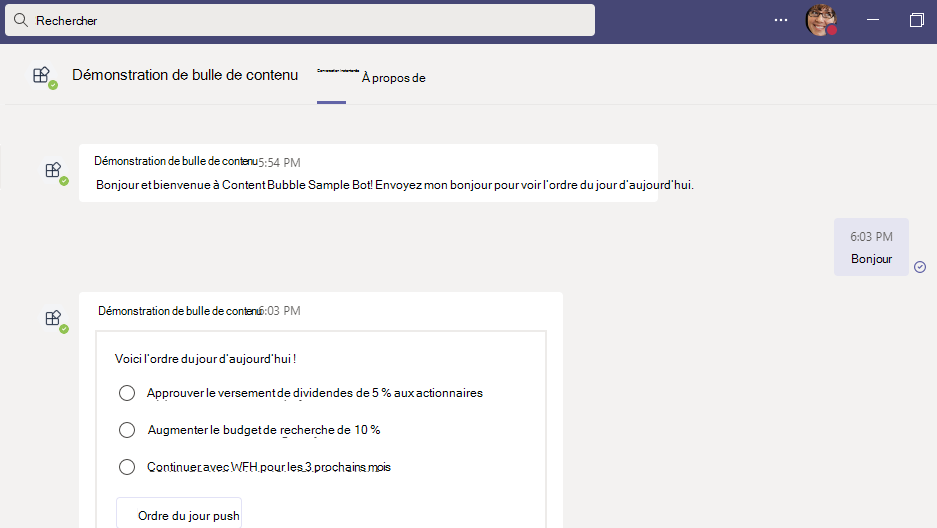 Rechercher
Démonstration de bulle de contenu
Conversation instantanée
À propos de
Démonstration de bulle de contenu 5:54 PM
Bonjour et bienvenue à Content Bubble Sample Bot! Envoyez mon bonjour pour voir l'ordre du jour d'aujourd'hui.
6:03 PM
Bonjour
Démonstration de bulle de contenu 6:03 PM
Voici l'ordre du jour d'aujourd'hui !
Approuver le versement de dividendes de 5 % aux actionnaires
Augmenter le budget de recherche de 10 %
Continuer avec WFH pour les 3 prochains mois
Ordre du jour push